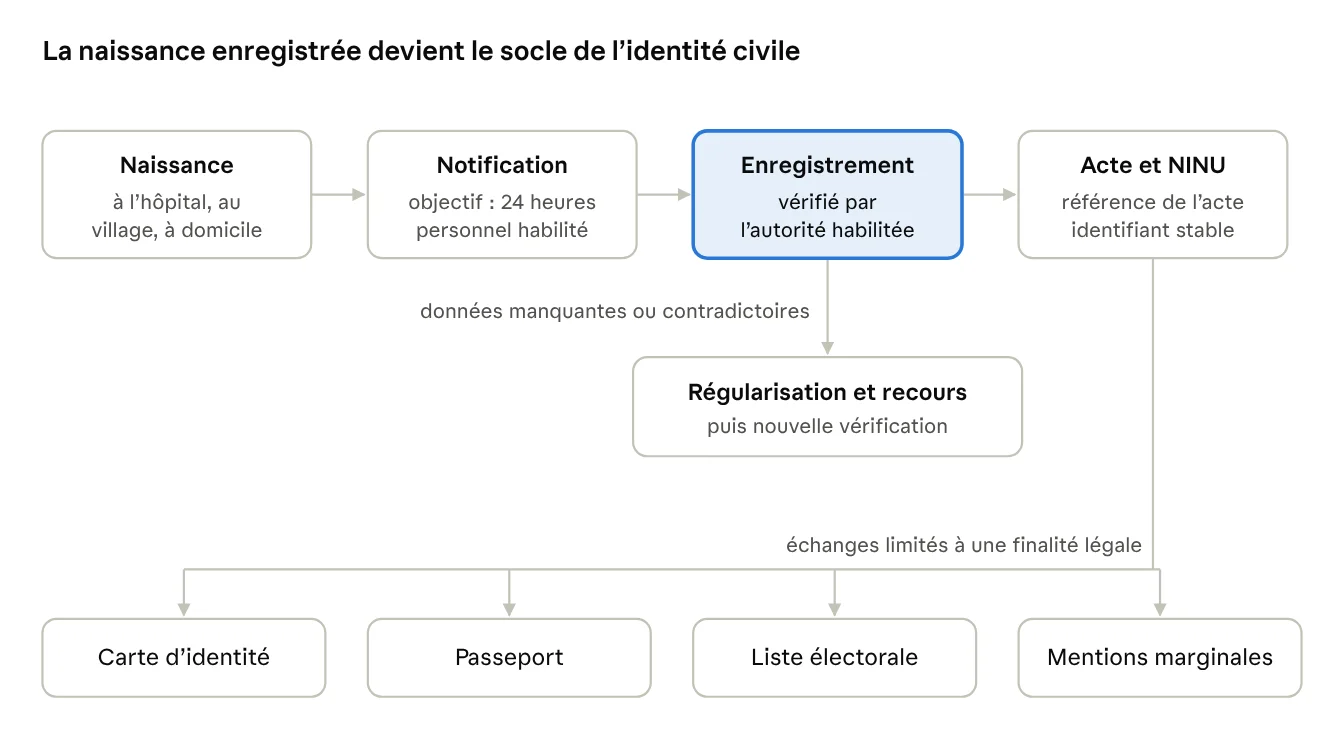 La naissance enregistrée devient le socle de l’identité civile
Naissance
à l’hôpital, au
village, à domicile
Notification
objectif : 24 heures
personnel habilité
Enregistrement
vérifié par
l’autorité habilitée
Acte et NINU
référence de l’acte
identifiant stable
données manquantes ou contradictoires
Régularisation et recours
puis nouvelle vérification
échanges limités à une finalité légale
Carte d’identité
Passeport
Liste électorale
Mentions marginales